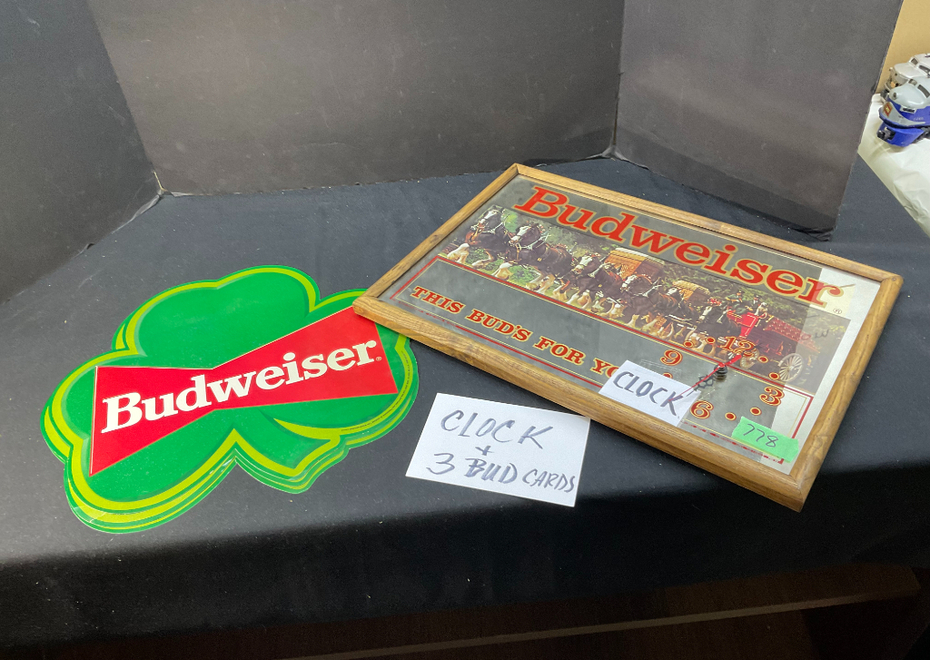 Budweiser®
THIS BUD'S FOR YO
12
9
3
6
CLOCK
778
Budweiser®
CLOCK
+
3 BUD CARDS